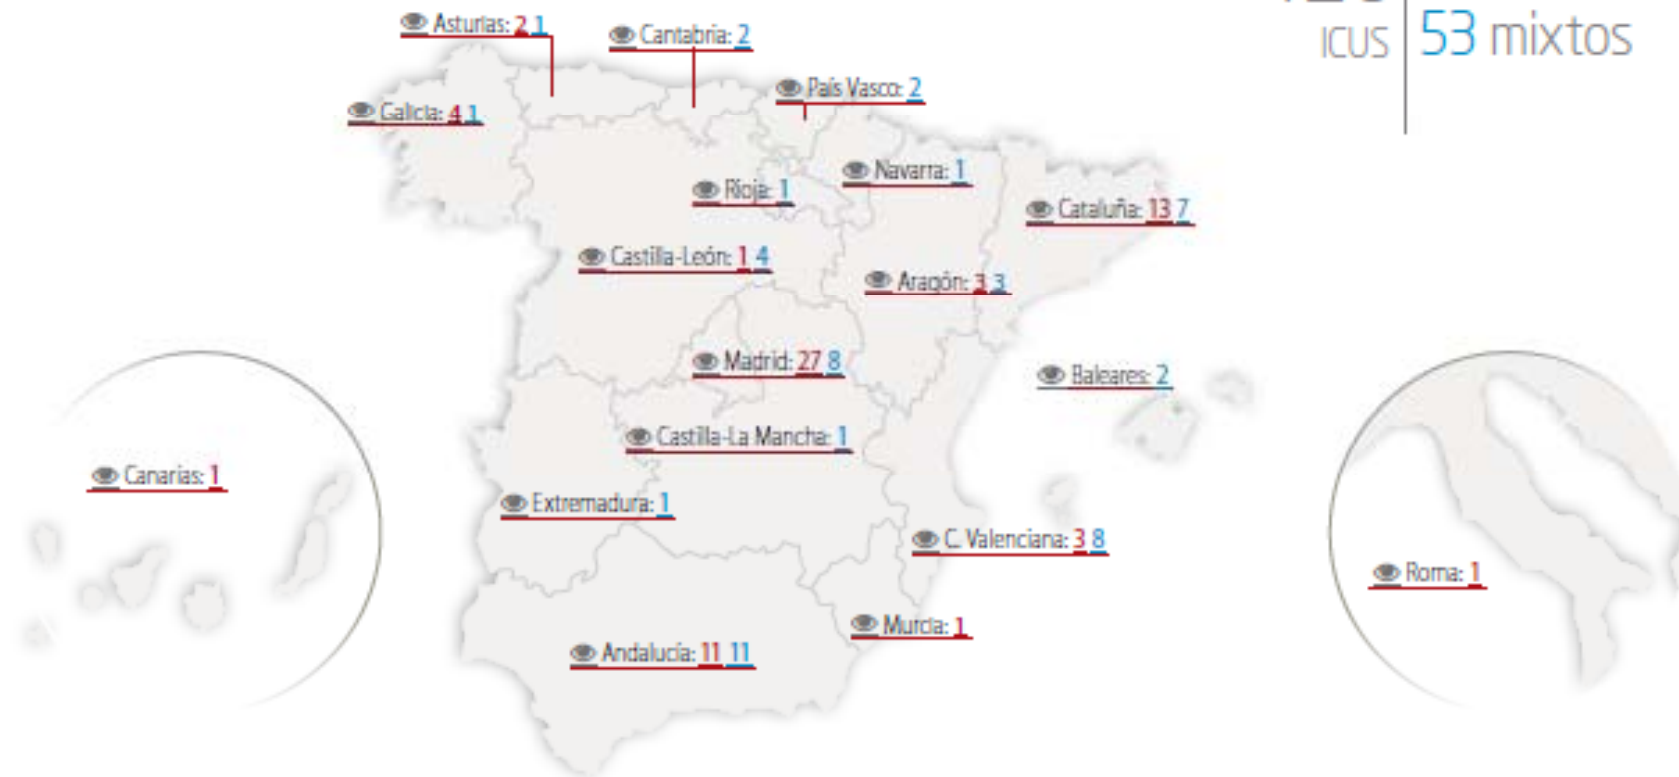 Asturias: 2 1
Cantabria: 2
ICUS
53 mixtos
País Vasco: 2
Galicia: 4 1
Navarra: 1
Rioja: 1
Cataluña: 13 7
Castilla-León: 1 4
Aragón: 3 3
Madrid: 27 8
Baleares: 2
Castilla-La Mancha: 1
Canarias: 1
Extremadura: 1
C. Valenciana: 3 8
Roma: 1
Murcia: 1
Andalucía: 11 11